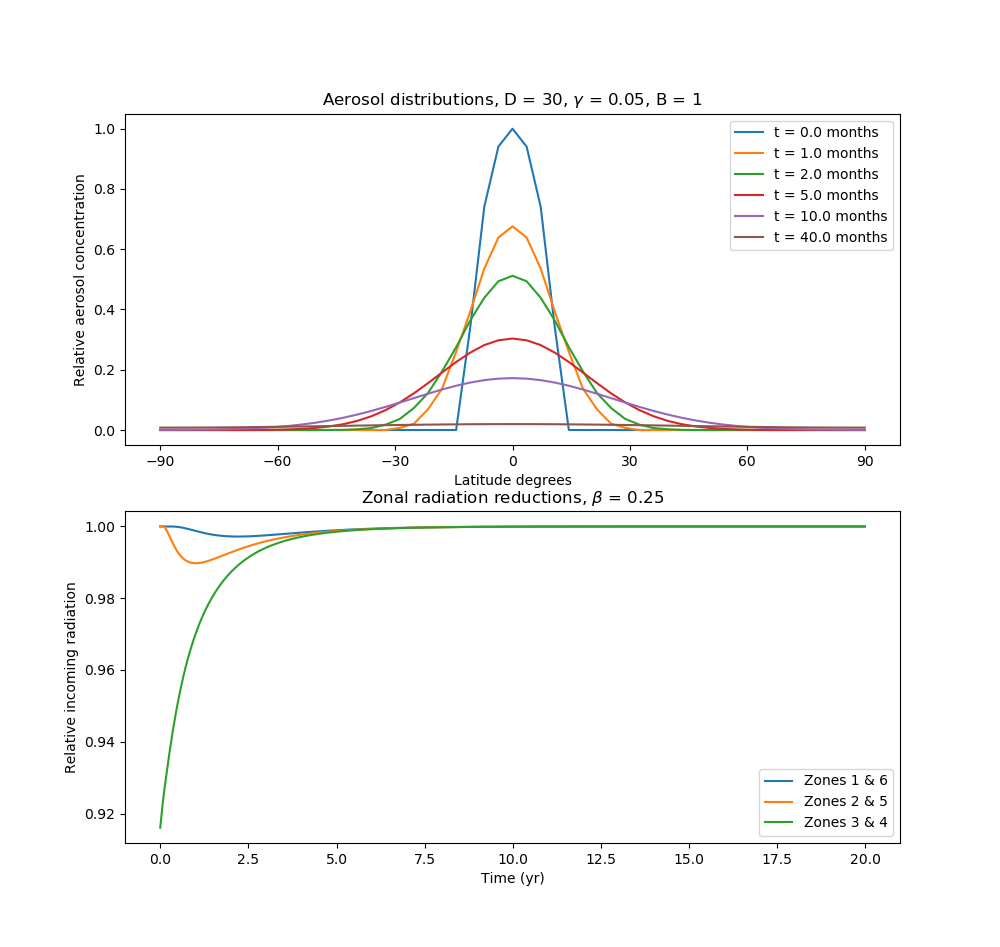 Aerosol distributions, D = 30, γ = 0.05, B = 1
Relative aerosol concentration
1.0
0.8
0.6
0.4
0.2
0.0
t = 0.0 months
t = 1.0 months
t = 2.0 months
t = 5.0 months
t = 10.0 months
t = 40.0 months
−90 −60 −30 0 30 60 90
Latitude degrees
Zonal radiation reductions, β = 0.25
Relative incoming radiation
1.00
0.98
0.96
0.94
0.92
Zones 1 & 6
Zones 2 & 5
Zones 3 & 4
0.0 2.5 5.0 7.5 10.0 12.5 15.0 17.5 20.0
Time (yr)